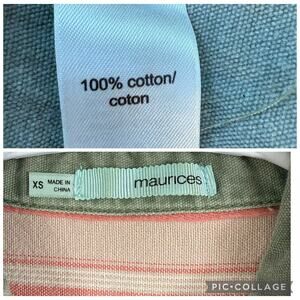 100% cotton/
coton
XS
MADE IN
CHINA
maurices
PIC•COLLAGE